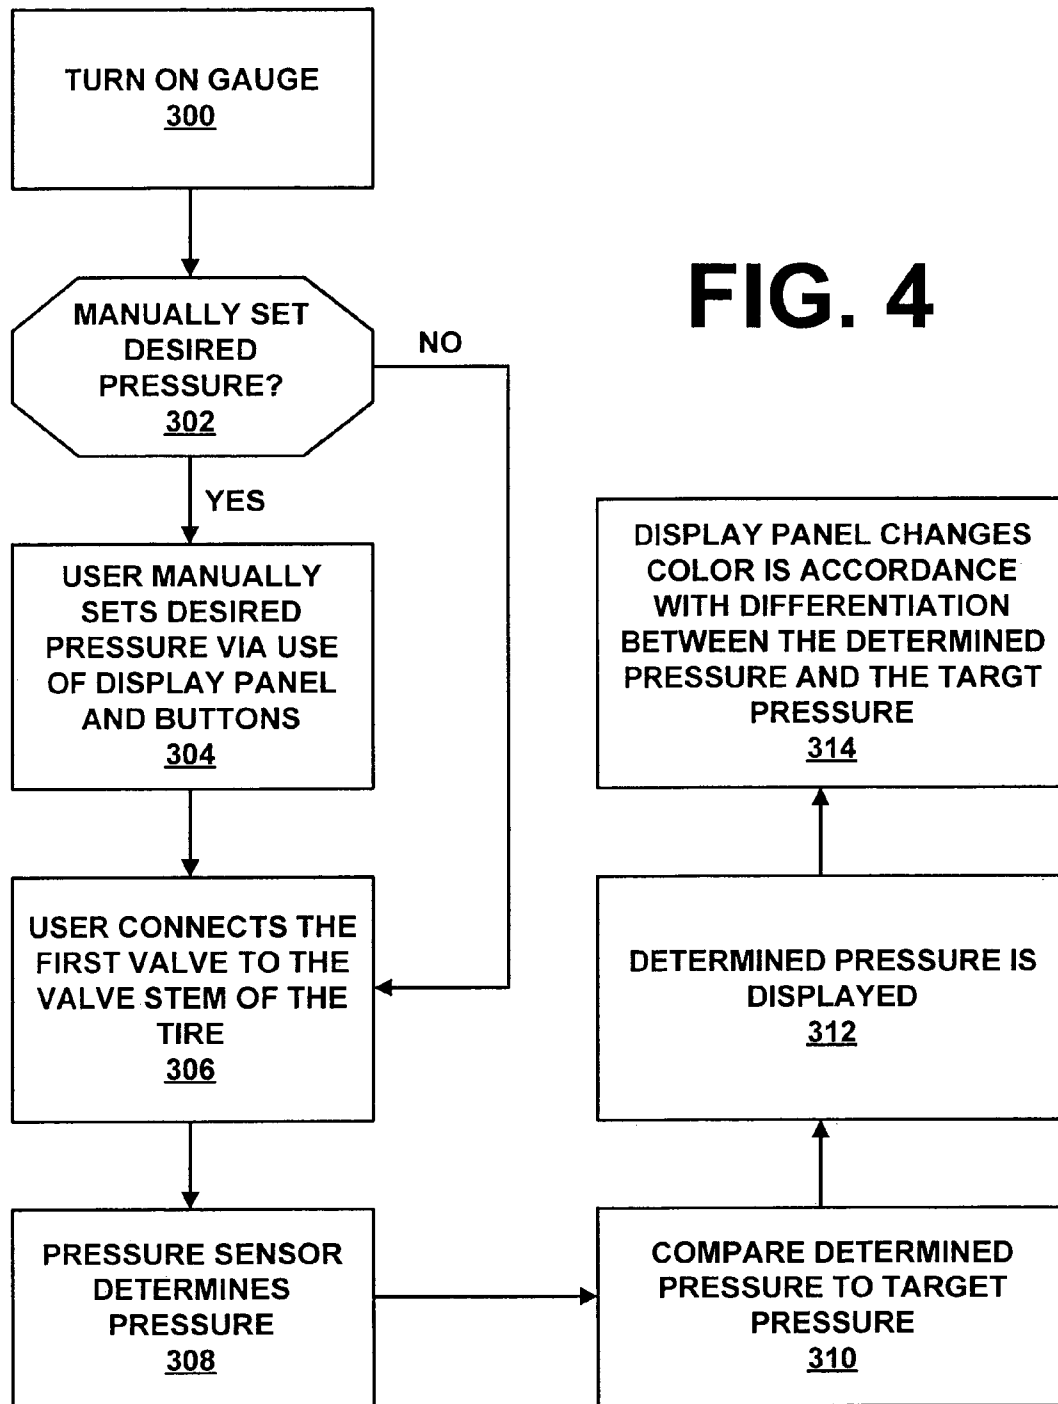 TURN ON GAUGE
300
FIG. 4
MANUALLY SET
DESIRED
PRESSURE?
302
NO
YES
USER MANUALLY
SETS DESIRED
PRESSURE VIA USE
OF DISPLAY PANEL
AND BUTTONS
304
USER CONNECTS THE
FIRST VALVE TO THE
VALVE STEM OF THE
TIRE
306
PRESSURE SENSOR
DETERMINES
PRESSURE
308
COMPARE DETERMINED
PRESSURE TO TARGET
PRESSURE
310
DETERMINED PRESSURE IS
DISPLAYED
312
DISPLAY PANEL CHANGES
COLOR IS ACCORDANCE
WITH DIFFERENTIATION
BETWEEN THE DETERMINED
PRESSURE AND THE TARGT
PRESSURE
314